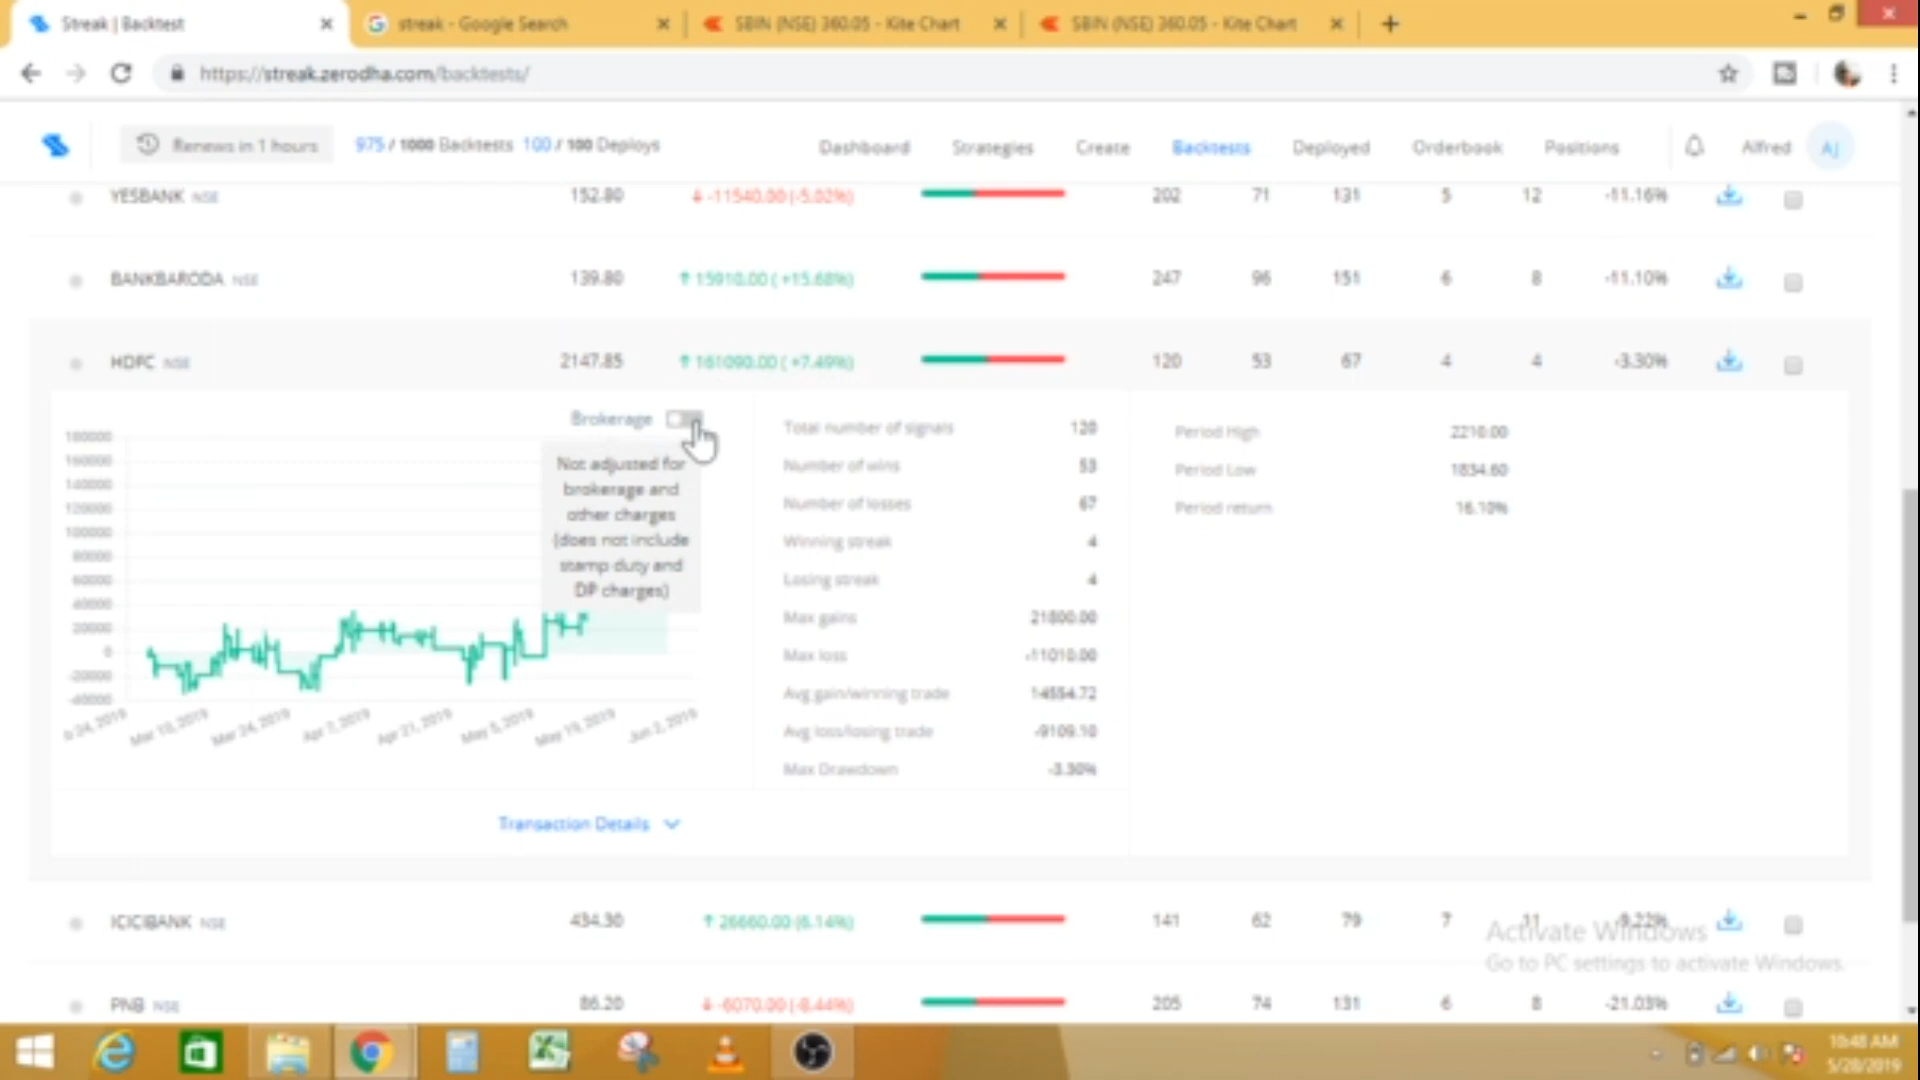 Streak | Backtest
streak - Google Search
SBIN (NSE) 360.05 - Kite Chart
SBIN (NSE) 360.05 - Kite Chart
https://streak.zerodha.com/backtests/
Renews in 1 hours
975 / 1000 Backtests 100 / 100 Deploys
Dashboard Strategies Create Backtests Deployed Orderbook Positions Alfred AJ
YESBANK NSE 152.80 -11540.00 (-5.02%) 202 71 131 5 12 -11.16%
BANKBARODA NSE 139.80 15910.00 ( +15.68%) 247 96 151 6 8 -11.10%
HDFC NSE 2147.85 161090.00 ( +7.49%) 120 53 67 4 4 -3.30%
Brokerage
Not adjusted for
brokerage and
other charges
(does not include
stamp duty and
DP charges)
180000
160000
140000
120000
100000
80000
60000
40000
20000
0
-20000
-40000
b 24, 2019
Mar 10, 2019
Mar 24, 2019
Apr 7, 2019
Apr 21, 2019
May 5, 2019
May 19, 2019
Jun 2, 2019
Total number of signals 120
Number of wins 53
Number of losses 67
Winning streak 4
Losing streak 4
Max gains 21800.00
Max loss -11010.00
Avg gain/winning trade 14554.72
Avg loss/losing trade -9109.10
Max Drawdown -3.30%
Period High 2210.00
Period Low 1834.60
Period return 16.10%
Transaction Details
ICICIBANK NSE 434.30 26660.00 (6.14%) 141 62 79 7 11 -9.22%
Activate Windows
Go to PC settings to activate Windows.
PNB NSE 86.20 -6070.00 (-8.44%) 205 74 131 6 8 -21.03%
10:48 AM
5/28/2019